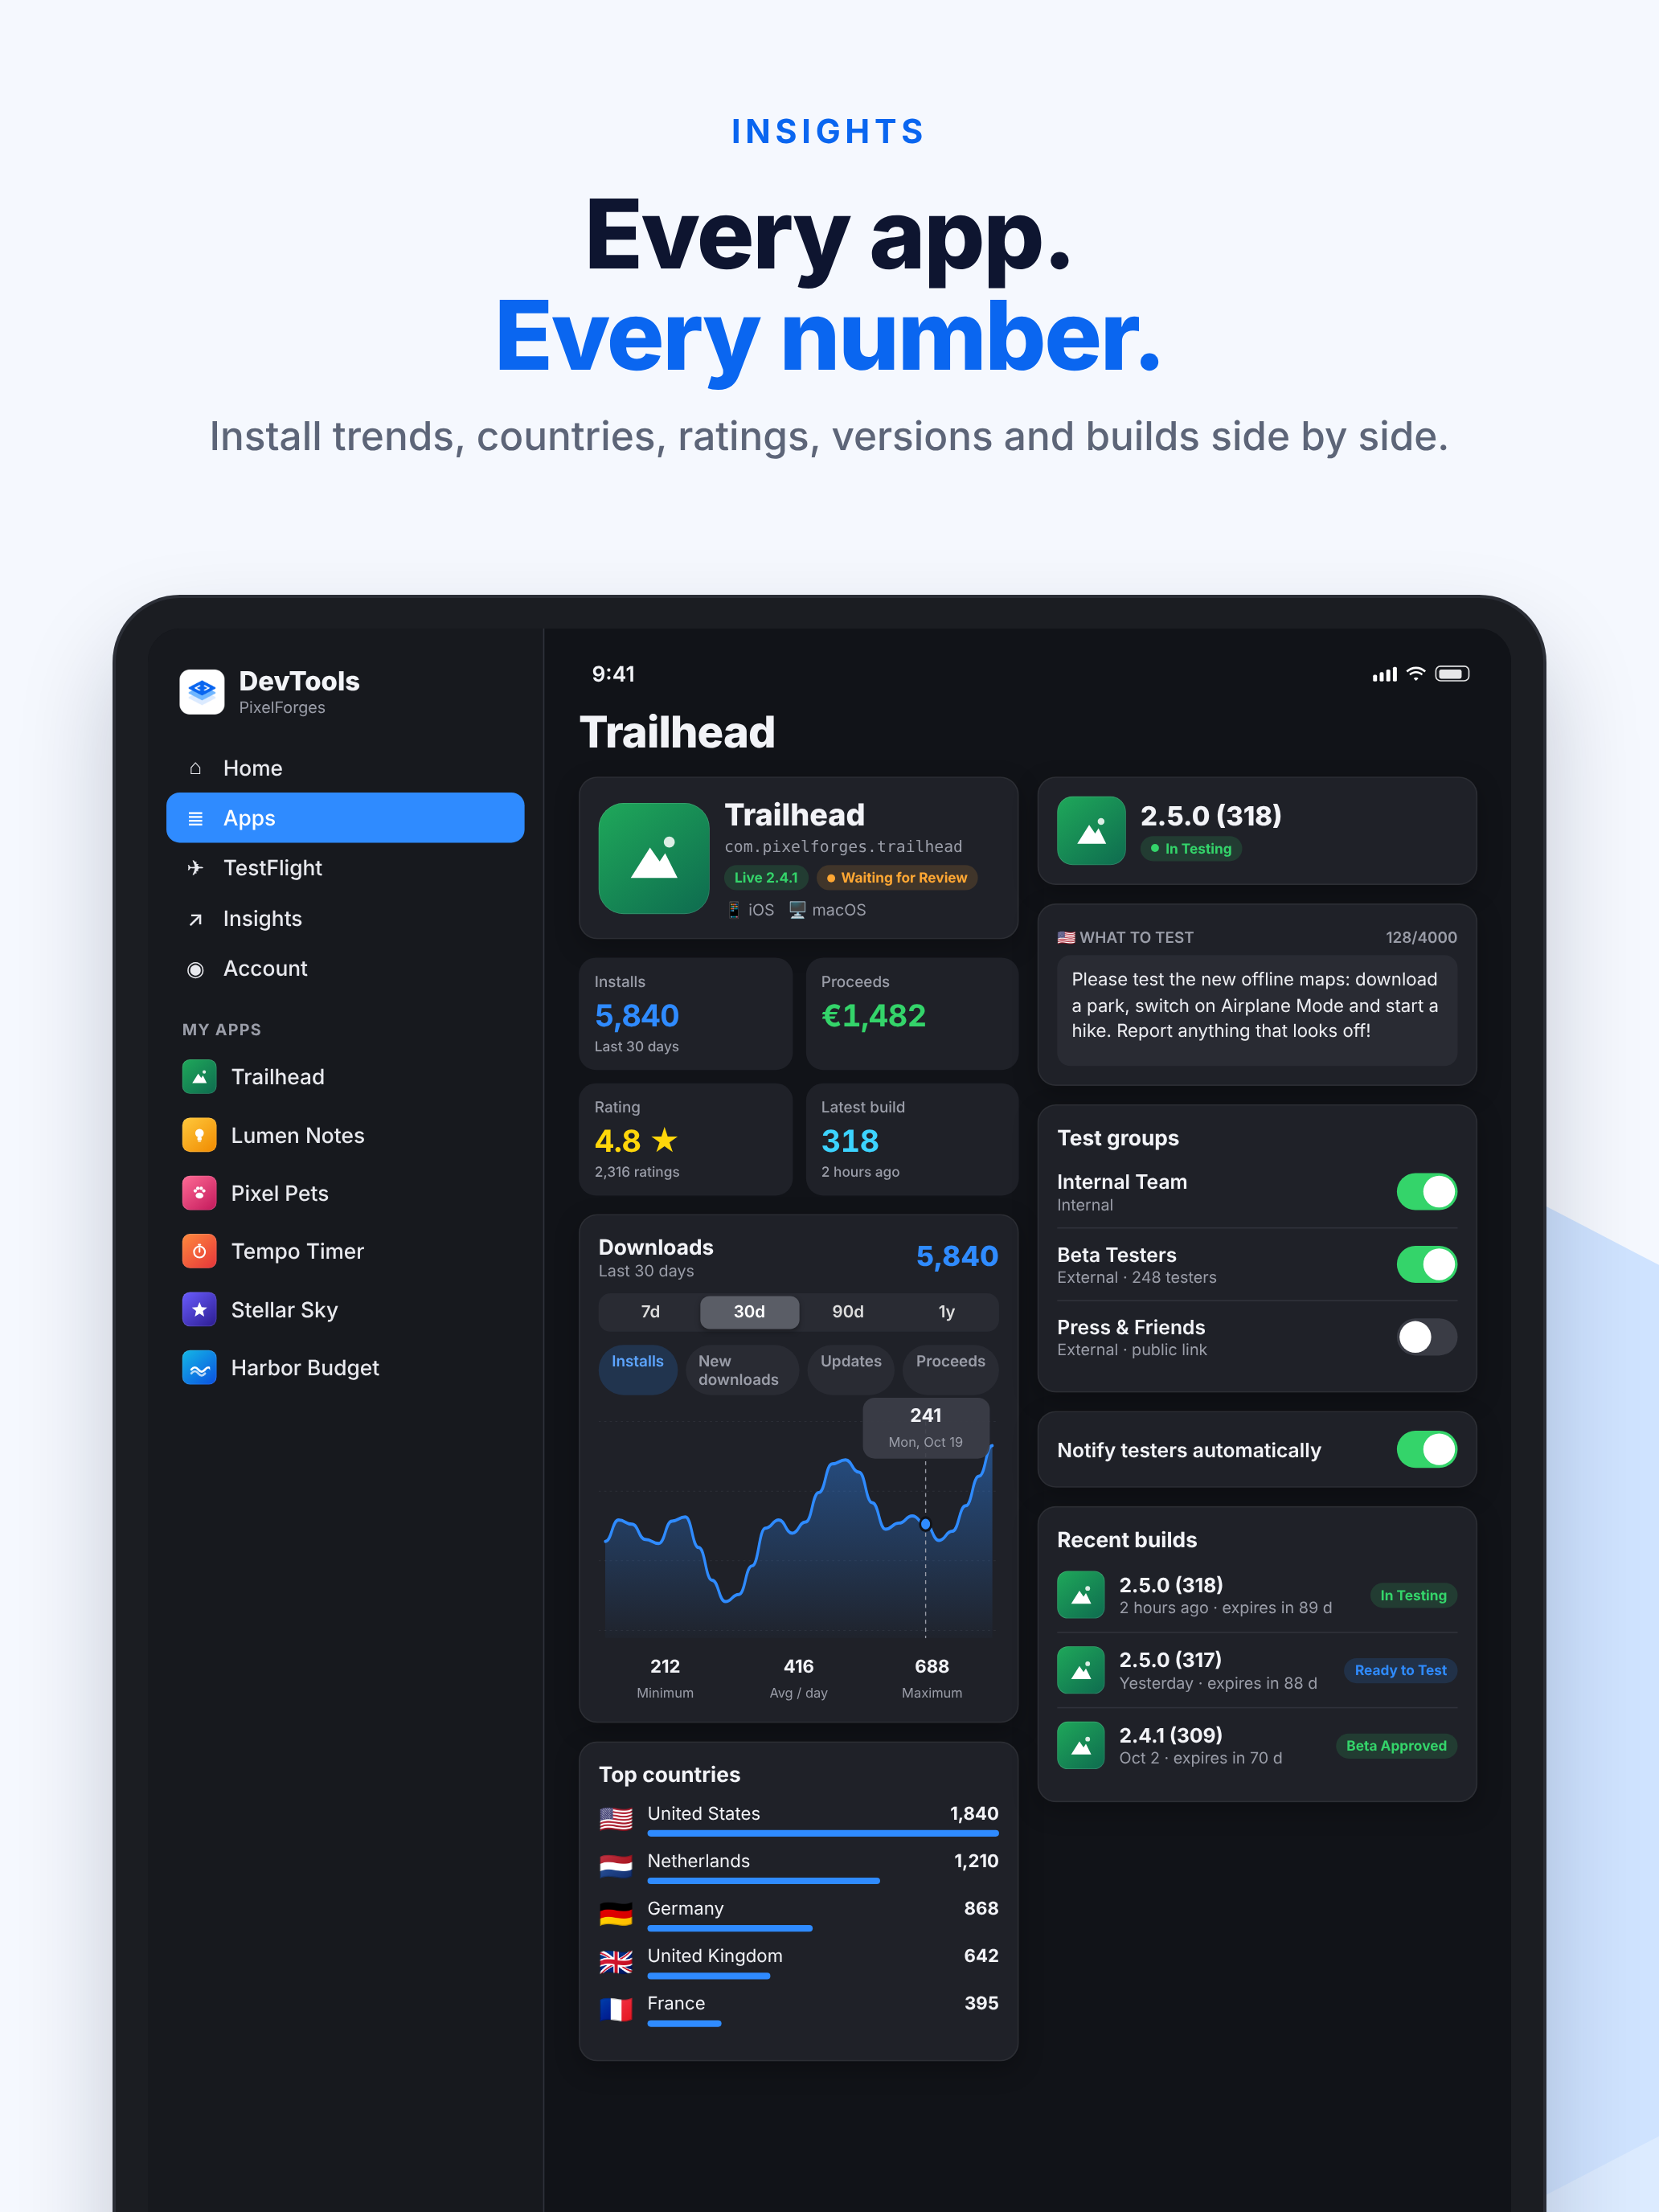 INSIGHTS
Every app.
Every number.
Install trends, countries, ratings, versions and builds side by side.
DevTools
PixelForges
Home
Apps
TestFlight
Insights
Account
MY APPS
Trailhead
Lumen Notes
Pixel Pets
Tempo Timer
Stellar Sky
Harbor Budget
9:41
Trailhead
Trailhead
com.pixelforges.trailhead
Live 2.4.1
Waiting for Review
iOS
macOS
Installs
5,840
Last 30 days
Proceeds
€1,482
Rating
4.8 ★
2,316 ratings
Latest build
318
2 hours ago
Downloads
Last 30 days
5,840
7d
30d
90d
1y
Installs
New
downloads
Updates
Proceeds
241
Mon, Oct 19
212
Minimum
416
Avg / day
688
Maximum
Top countries
United States
1,840
Netherlands
1,210
Germany
868
United Kingdom
642
France
395
2.5.0 (318)
In Testing
WHAT TO TEST
128/4000
Please test the new offline maps: download
a park, switch on Airplane Mode and start a
hike. Report anything that looks off!
Test groups
Internal Team
Internal
Beta Testers
External · 248 testers
Press & Friends
External · public link
Notify testers automatically
Recent builds
2.5.0 (318)
2 hours ago · expires in 89 d
In Testing
2.5.0 (317)
Yesterday · expires in 88 d
Ready to Test
2.4.1 (309)
Oct 2 · expires in 70 d
Beta Approved